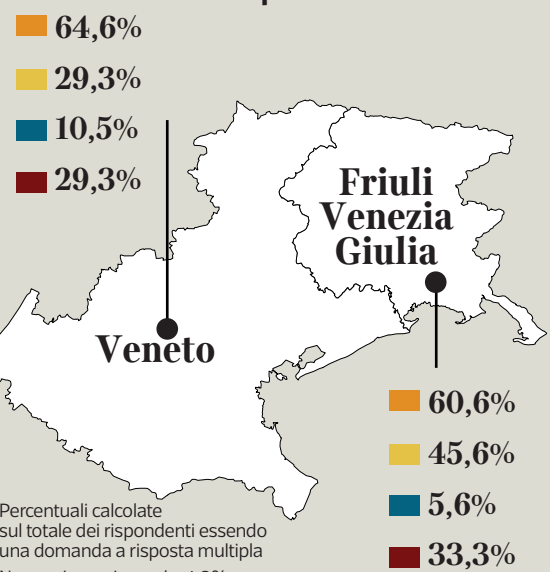 64,6%
29,3%
10,5%
29,3%
Friuli
Venezia
Giulia
Veneto
60,6%
45,6%
5,6%
33,3%
Percentuali calcolate
sul totale dei rispondenti essendo
una domanda a risposta multipla